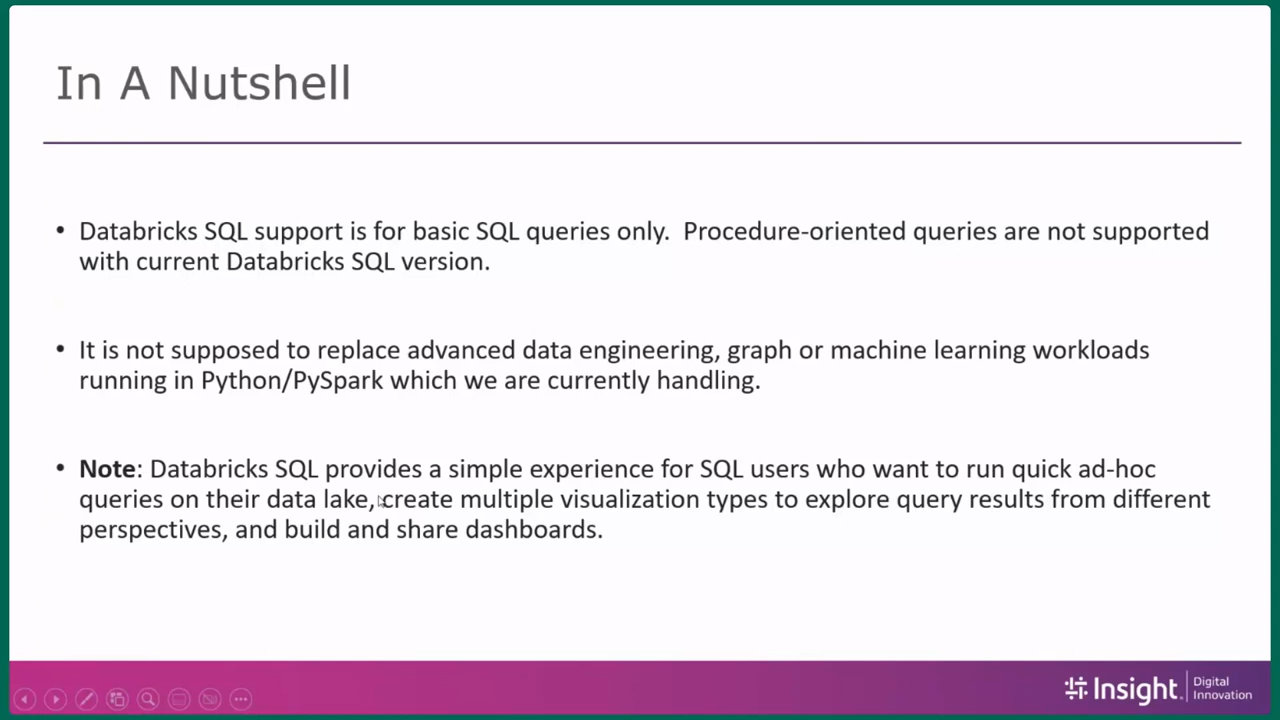 In A Nutshell
• Databricks SQL support is for basic SQL queries only.  Procedure-oriented queries are not supported
with current Databricks SQL version.
• It is not supposed to replace advanced data engineering, graph or machine learning workloads
running in Python/PySpark which we are currently handling.
• Note: Databricks SQL provides a simple experience for SQL users who want to run quick ad-hoc
queries on their data lake, create multiple visualization types to explore query results from different
perspectives, and build and share dashboards.
Insight.
Digital
Innovation